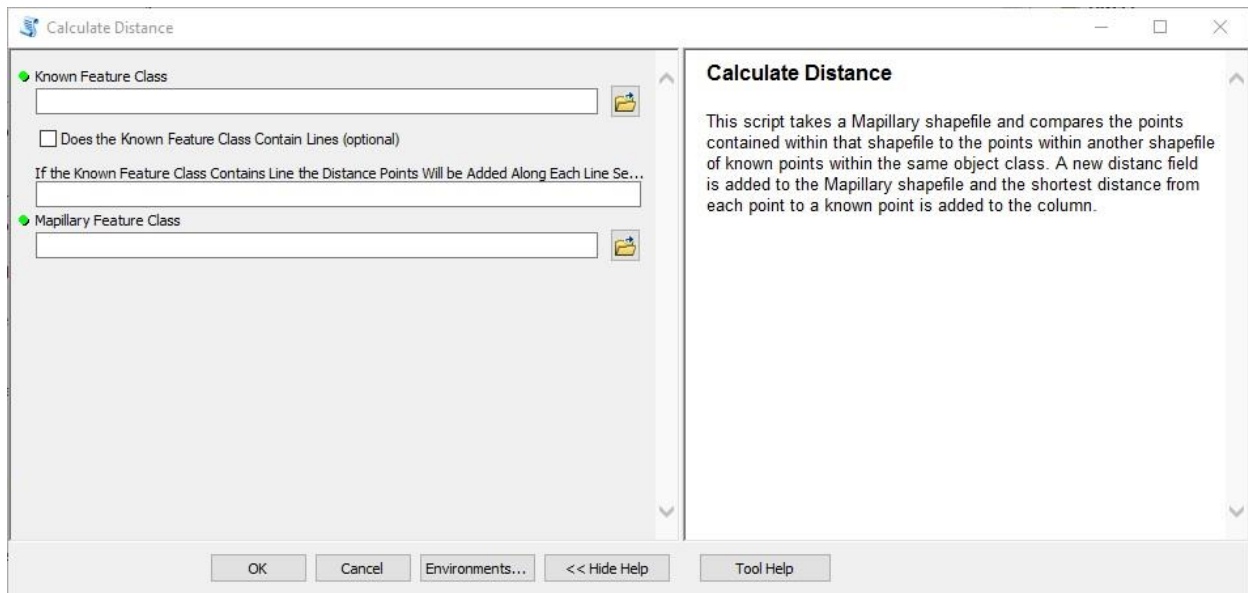 Calculate Distance
Known Feature Class
Does the Known Feature Class Contain Lines (optional)
If the Known Feature Class Contains Line the Distance Points Will be Added Along Each Line Se...
Mapillary Feature Class
Calculate Distance
This script takes a Mapillary shapefile and compares the points
contained within that shapefile to the points within another shapefile
of known points within the same object class. A new distanc field
is added to the Mapillary shapefile and the shortest distance from
each point to a known point is added to the column.
OK
Cancel
Environments...
<< Hide Help
Tool Help